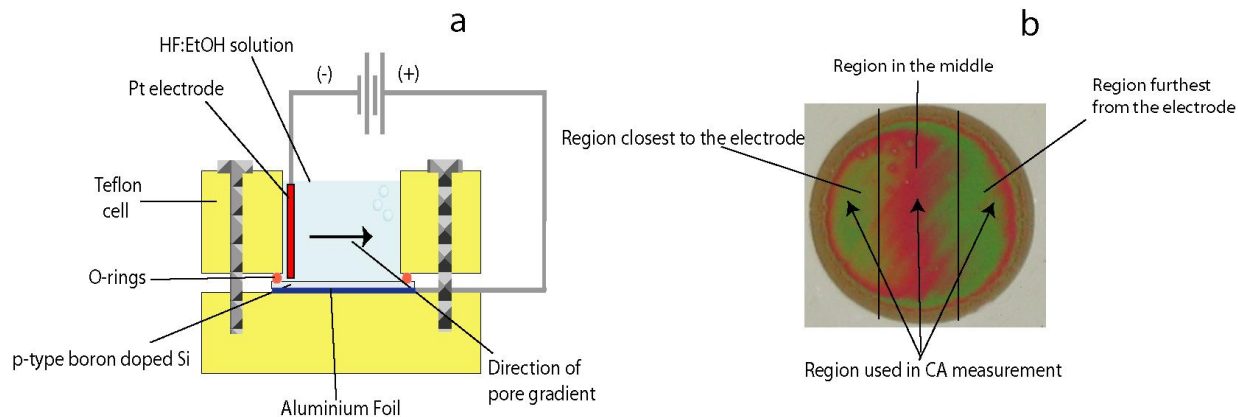 a
HF:EtOH solution
(-)
(+)
Pt electrode
Teflon
cell
O-rings
p-type boron doped Si
Aluminium Foil
Direction of
pore gradient
b
Region in the middle
Region furthest
from the electrode
Region closest to the electrode
Region used in CA measurement